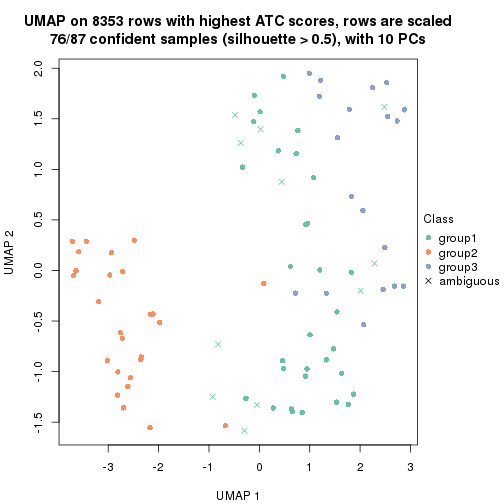 UMAP on 8353 rows with highest ATC scores, rows are scaled
76/87 confident samples (silhouette > 0.5), with 10 PCs
UMAP 2
2.0
1.5
1.0
0.5
0.0
-0.5
-1.0
-1.5
-3 -2 -1 0 1 2 3
UMAP 1
Class
group1
group2
group3
ambiguous